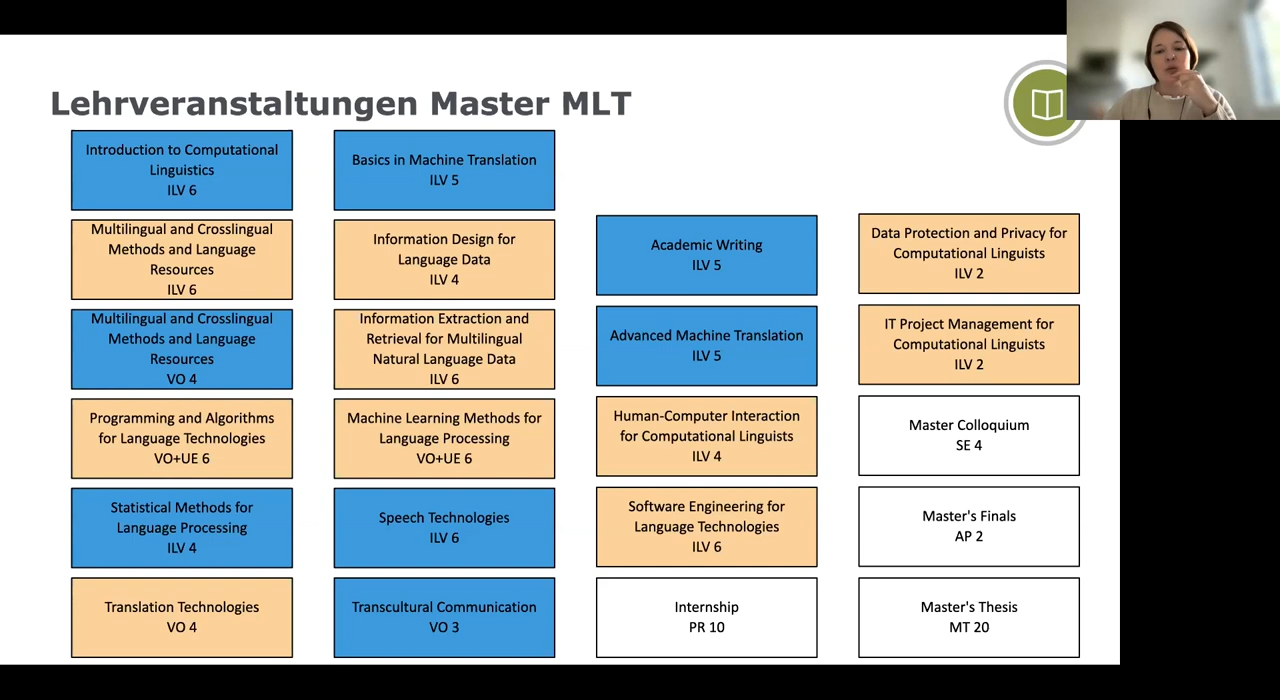 Lehrveranstaltungen Master MLT
Introduction to Computational
Linguistics
ILV 6
Multilingual and Crosslingual
Methods and Language
Resources
ILV 6
Multilingual and Crosslingual
Methods and Language
Resources
VO 4
Programming and Algorithms
for Language Technologies
VO+UE 6
Statistical Methods for
Language Processing
ILV 4
Translation Technologies
VO 4
Basics in Machine Translation
ILV 5
Information Design for
Language Data
ILV 4
Information Extraction and
Retrieval for Multilingual
Natural Language Data
ILV 6
Machine Learning Methods for
Language Processing
VO+UE 6
Speech Technologies
ILV 6
Transcultural Communication
VO 3
Academic Writing
ILV 5
Advanced Machine Translation
ILV 5
Human-Computer Interaction
for Computational Linguists
ILV 4
Software Engineering for
Language Technologies
ILV 6
Internship
PR 10
Data Protection and Privacy for
Computational Linguists
ILV 2
IT Project Management for
Computational Linguists
ILV 2
Master Colloquium
SE 4
Master's Finals
AP 2
Master's Thesis
MT 20